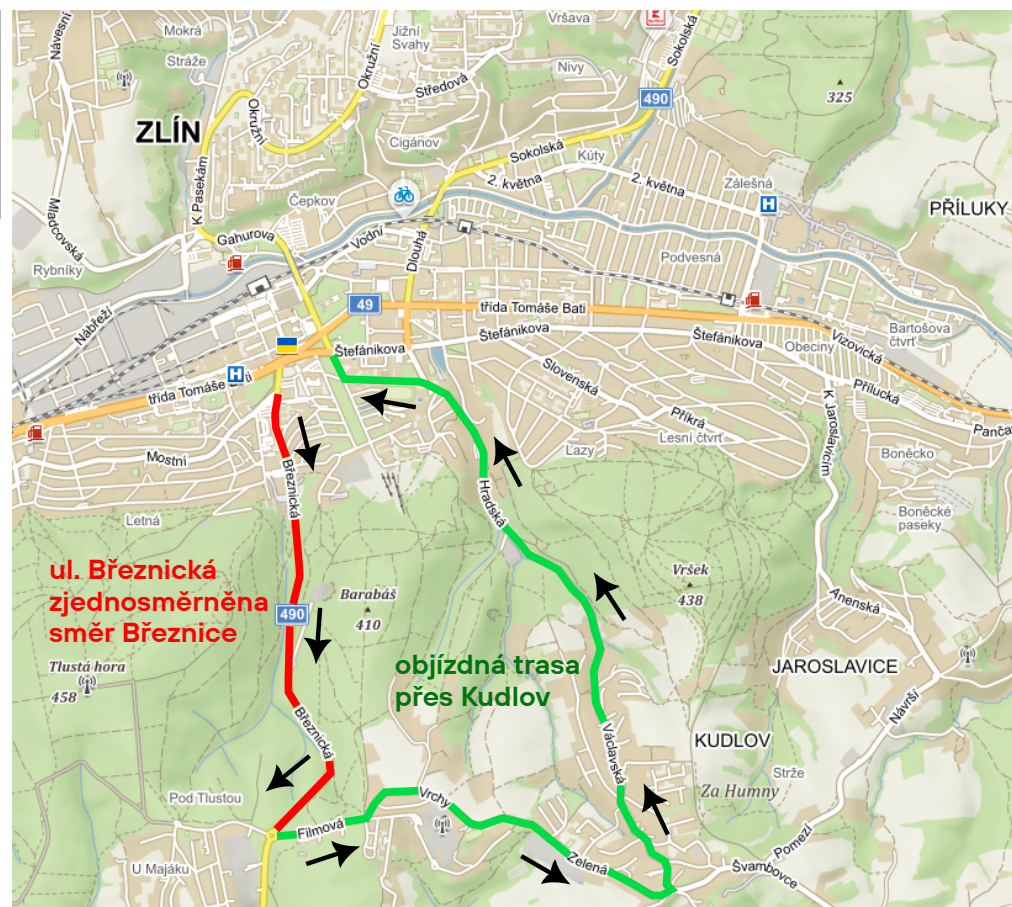 Návesní
Mokrá
Stráže
Jižní
Svahy
Okružní
Středová
Vršava
Nivy
Sokolská
490
325
ZLÍN
Okružní
Cigánov
Sokolská
Kúty
2. května
2. května
Zálešná
H
PŘÍLUKY
K Pasekám
Mladcovská
Čepkov
Gahurova
Vodní
Dlouhá
Rybníky
Nábřeží
Podvesná
49
třída Tomáše Bati
Štefánikova
Štefánikova
Štefánikova
Obeciny
Vizovická
Bartošova
čtvrť
H
třída Tomáše Bati
Slovenská
Příkrá
Lesní čtvrť
Lazy
Přílucká
K Jaroslavicím
Panča
Mostní
Boněcko
Letná
Březnická
Hradská
Boněcké
paseky
ul. Březnická
zjednosměrněna
směr Březnice
490
Barabáš
410
Vršek
438
Anenská
Tlustá hora
458
objízdná trasa
přes Kudlov
JAROSLAVICE
Návrší
Březnická
Václavská
KUDLOV
Strže
Za Humny
Pod Tlustou
Vrchy
Filmová
Pomezí
U Majáku
Zelená
Švambovce